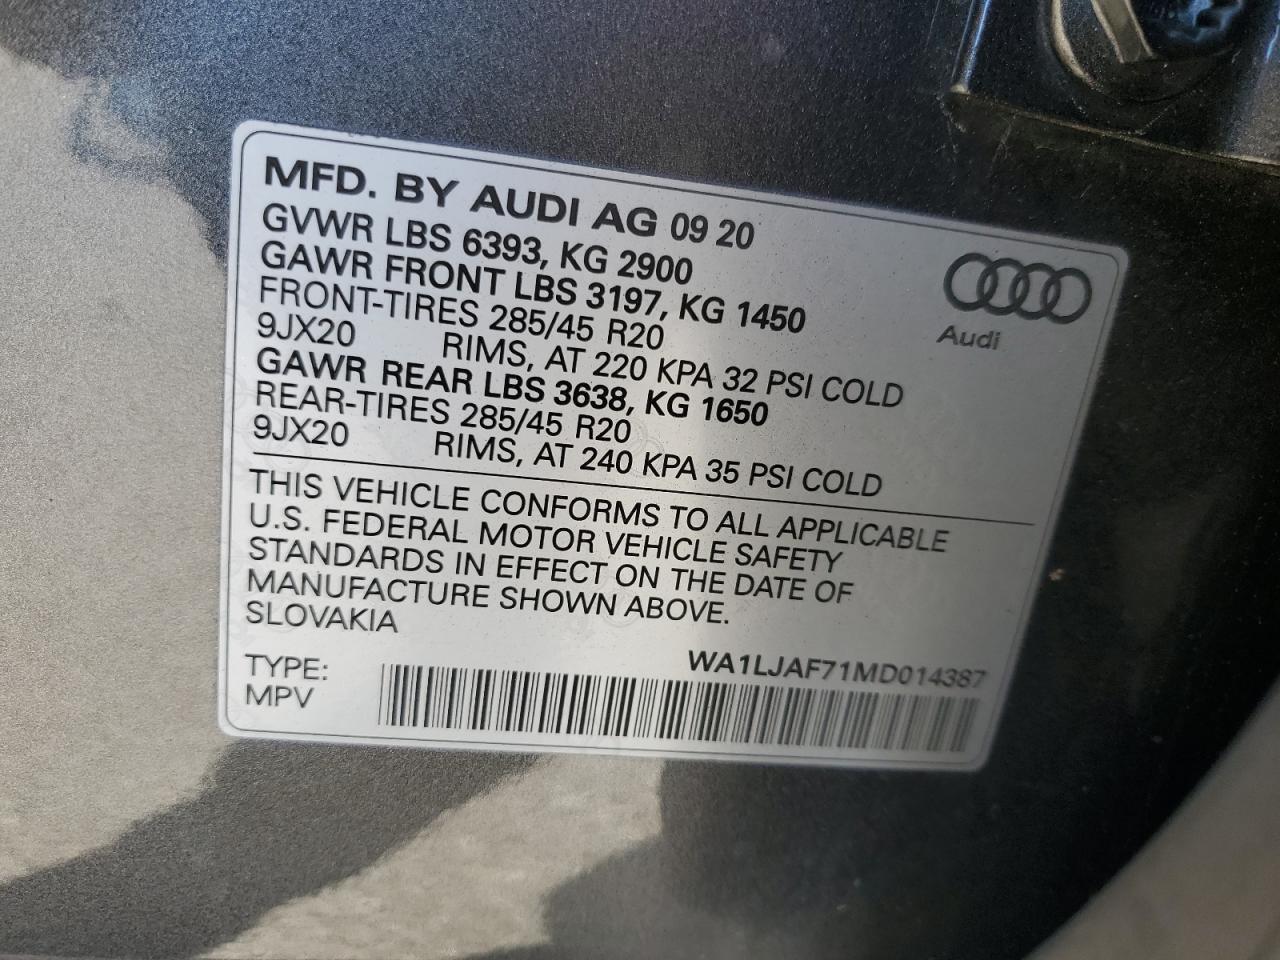 MFD. BY AUDI AG 09 20
GVWR LBS 6393, KG 2900
GAWR FRONT LBS 3197, KG 1450
FRONT-TIRES 285/45 R20
9JX20 RIMS, AT 220 KPA 32 PSI COLD
GAWR REAR LBS 3638, KG 1650
REAR-TIRES 285/45 R20
9JX20 RIMS, AT 240 KPA 35 PSI COLD
Audi
THIS VEHICLE CONFORMS TO ALL APPLICABLE
U.S. FEDERAL MOTOR VEHICLE SAFETY
STANDARDS IN EFFECT ON THE DATE OF
MANUFACTURE SHOWN ABOVE.
SLOVAKIA
WA1LJAF71MD014387
TYPE:
MPV